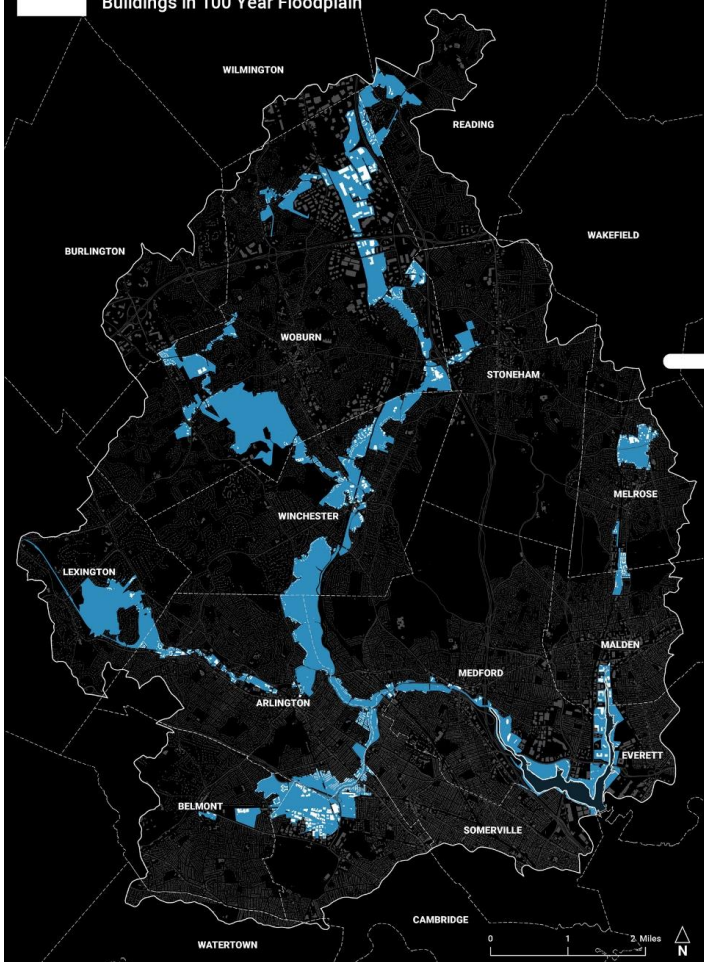 Buildings in 100 Year Floodplain
WILMINGTON
READING
WAKEFIELD
BURLINGTON
WOBURN
STONEHAM
MELROSE
WINCHESTER
LEXINGTON
MALDEN
MEDFORD
ARLINGTON
EVERETT
BELMONT
SOMERVILLE
CAMBRIDGE
WATERTOWN
0 1 2 Miles
N